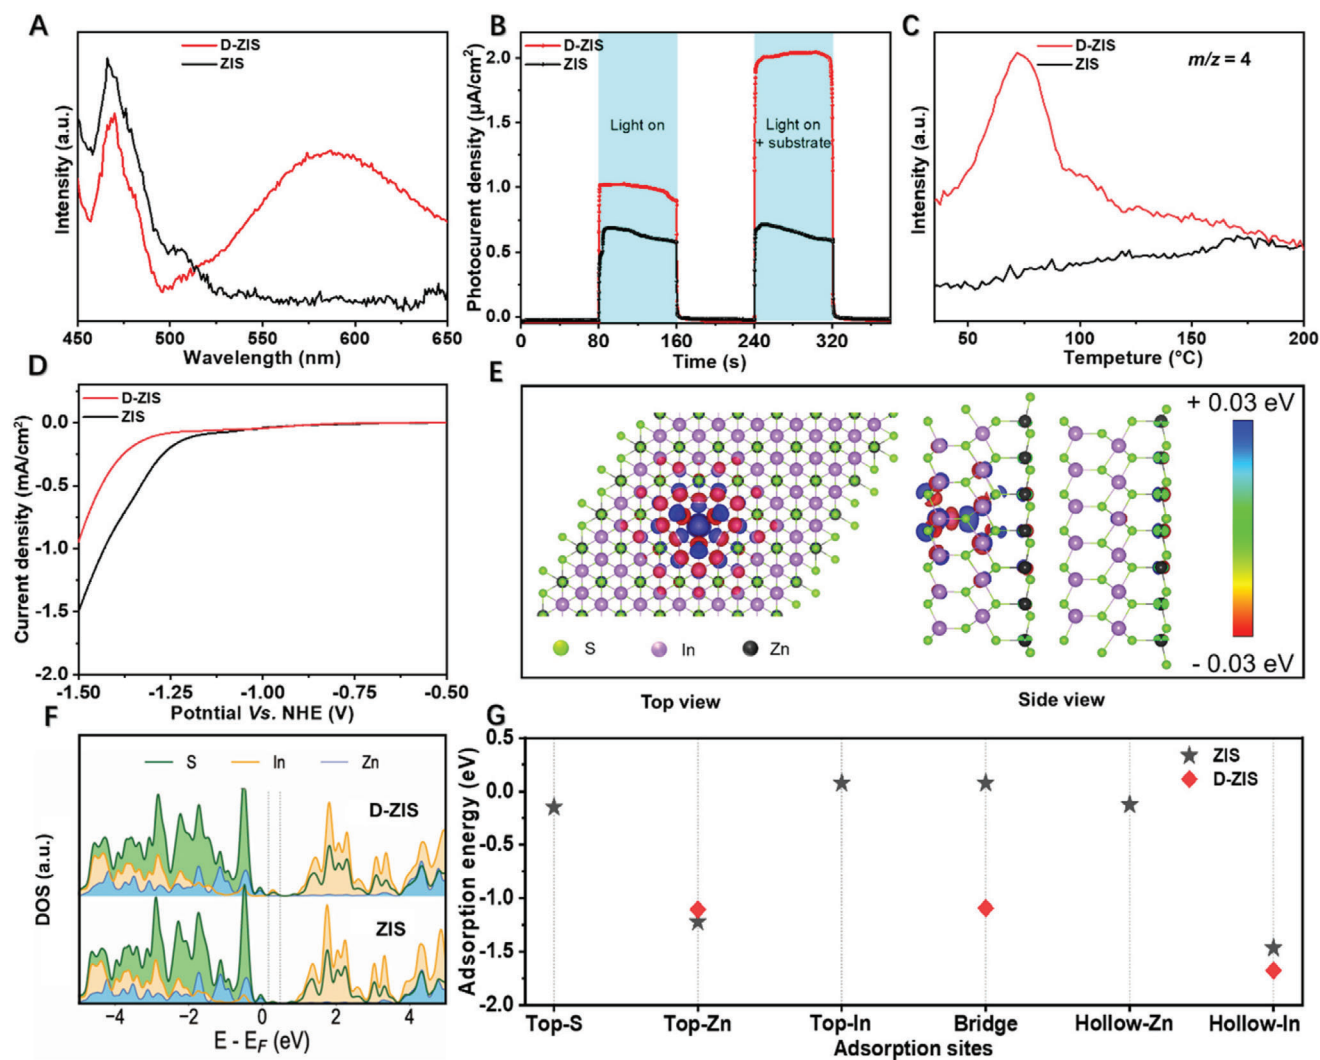 A
D-ZIS
ZIS
Intensity (a.u.)
450 500 550 600 650
Wavelength (nm)
B
D-ZIS
ZIS
Light on
Light on
+ substrate
Photocurent density (μA/cm²)
2.0
1.5
1.0
0.5
0.0
0 80 160 240 320
Time (s)
C
D-ZIS
ZIS
m/z = 4
Intensity (a.u.)
50 100 150 200
Tempeture (°C)
D
D-ZIS
ZIS
Current density (mA/cm²)
0.0
-0.5
-1.0
-1.5
-2.0
-1.50 -1.25 -1.00 -0.75 -0.50
Potntial Vs. NHE (V)
E
+ 0.03 eV
- 0.03 eV
S In Zn
Top view
Side view
F
S In Zn
D-ZIS
ZIS
DOS (a.u.)
−4 −2 0 2 4
E - EF (eV)
G
ZIS
D-ZIS
Adsorption energy (eV)
0.5
0.0
-0.5
-1.0
-1.5
-2.0
Top-S Top-Zn Top-In Bridge Hollow-Zn Hollow-In
Adsorption sites